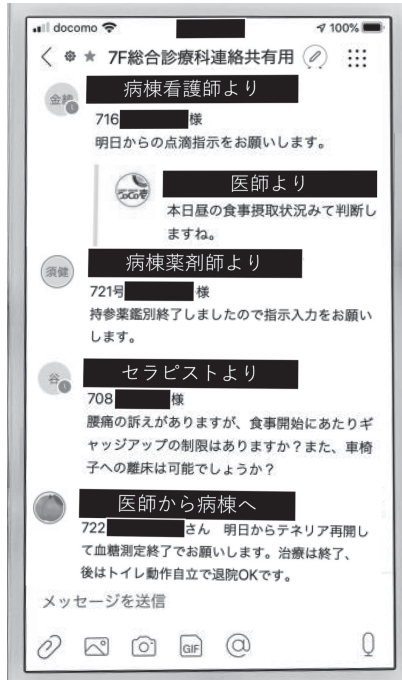 docomo 100%
7F総合診療科連絡共有用
病棟看護師より
716 様
明日からの点滴指示をお願いします。
医師より
本日昼の食事摂取状況みて判断し
ますね。
須健
病棟薬剤師より
721号 様
持参薬鑑別終了しましたので指示入力をお願い
します。
谷
セラピストより
708 様
腰痛の訴えがありますが、食事開始にあたりギ
ャッジアップの制限はありますか？また、車椅
子への離床は可能でしょうか？
医師から病棟へ
722 さん 明日からテネリア再開し
て血糖測定終了でお願いします。治療は終了、
後はトイレ動作自立で退院OKです。
メッセージを送信
GIF